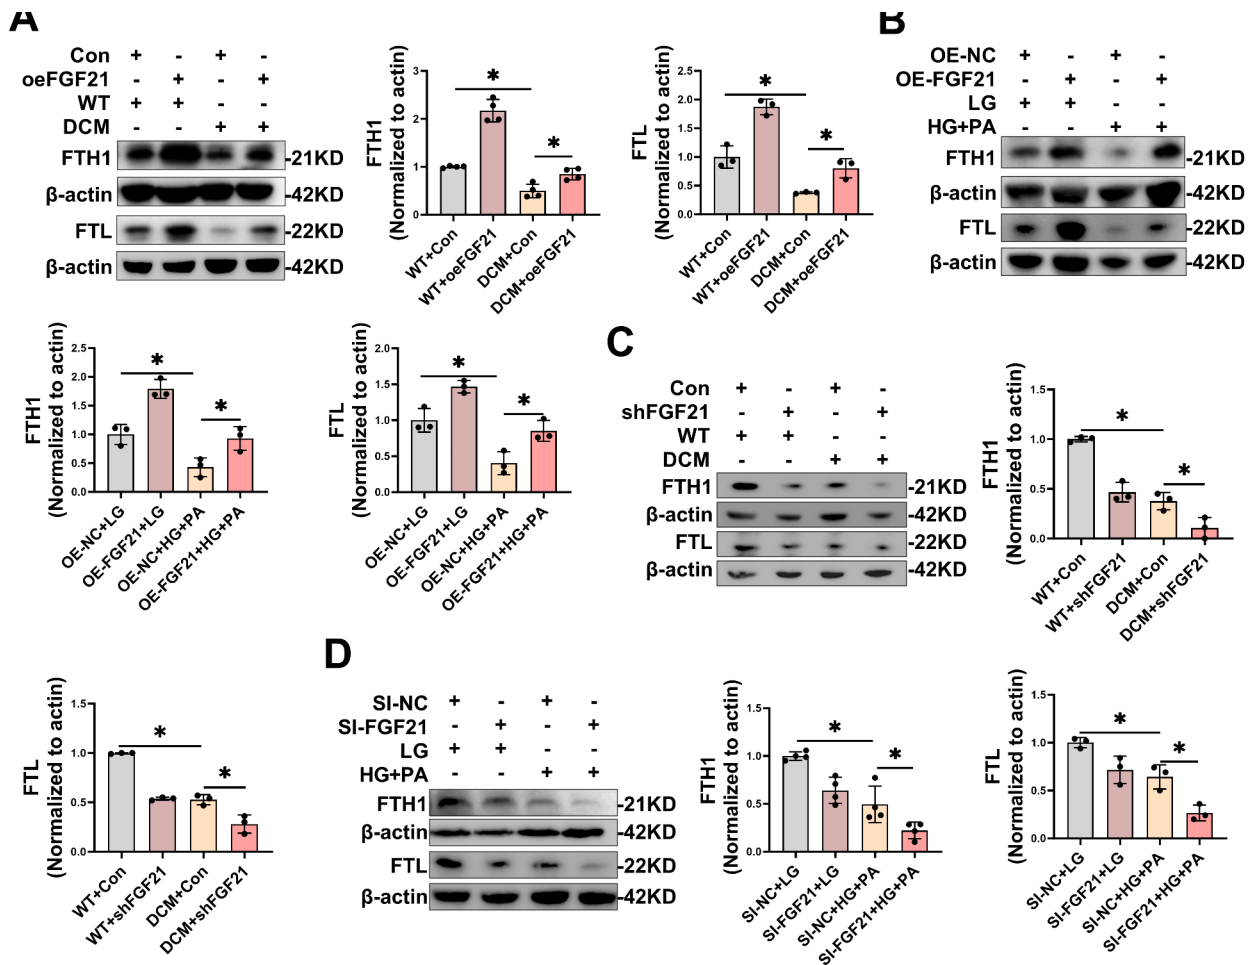 A
Con + - + -
oeFGF21 - + - +
WT + + - -
DCM - - + +
FTH1 -21KD
β-actin -42KD
FTL -22KD
β-actin -42KD
FTH1
(Normalized to actin)
3
2
1
0
*
*
WT+Con
WT+oeFGF21
DCM+Con
DCM+oeFGF21
FTL
(Normalized to actin)
2.5
2.0
1.5
1.0
0.5
0.0
*
*
WT+Con
WT+oeFGF21
DCM+Con
DCM+oeFGF21
B
OE-NC + - + -
OE-FGF21 - + - +
LG + + - -
HG+PA - - + +
FTH1 -21KD
β-actin -42KD
FTL -22KD
β-actin -42KD
FTH1
(Normalized to actin)
2.5
2.0
1.5
1.0
0.5
0.0
*
*
OE-NC+LG
OE-FGF21+LG
OE-NC+HG+PA
OE-FGF21+HG+PA
FTL
(Normalized to actin)
2.0
1.5
1.0
0.5
0.0
*
*
OE-NC+LG
OE-FGF21+LG
OE-NC+HG+PA
OE-FGF21+HG+PA
C
Con + - + -
shFGF21 - + - +
WT + + - -
DCM - - + +
FTH1 -21KD
β-actin -42KD
FTL -22KD
β-actin -42KD
FTH1
(Normalized to actin)
1.5
1.0
0.5
0.0
*
*
WT+Con
WT+shFGF21
DCM+Con
DCM+shFGF21
FTL
(Normalized to actin)
1.5
1.0
0.5
0.0
*
*
WT+Con
WT+shFGF21
DCM+Con
DCM+shFGF21
D
SI-NC + - + -
SI-FGF21 - + - +
LG + + - -
HG+PA - - + +
FTH1 -21KD
β-actin -42KD
FTL -22KD
β-actin -42KD
FTH1
(Normalized to actin)
1.5
1.0
0.5
0.0
*
*
SI-NC+LG
SI-FGF21+LG
SI-NC+HG+PA
SI-FGF21+HG+PA
FTL
(Normalized to actin)
1.5
1.0
0.5
0.0
*
*
SI-NC+LG
SI-FGF21+LG
SI-NC+HG+PA
SI-FGF21+HG+PA